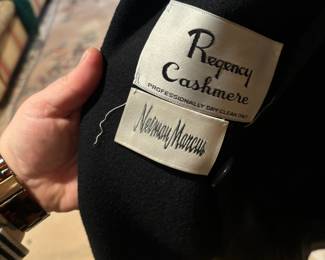 Regency
Cashmere
PROFESSIONALLY DRY CLEAN ONLY
Neiman Marcus